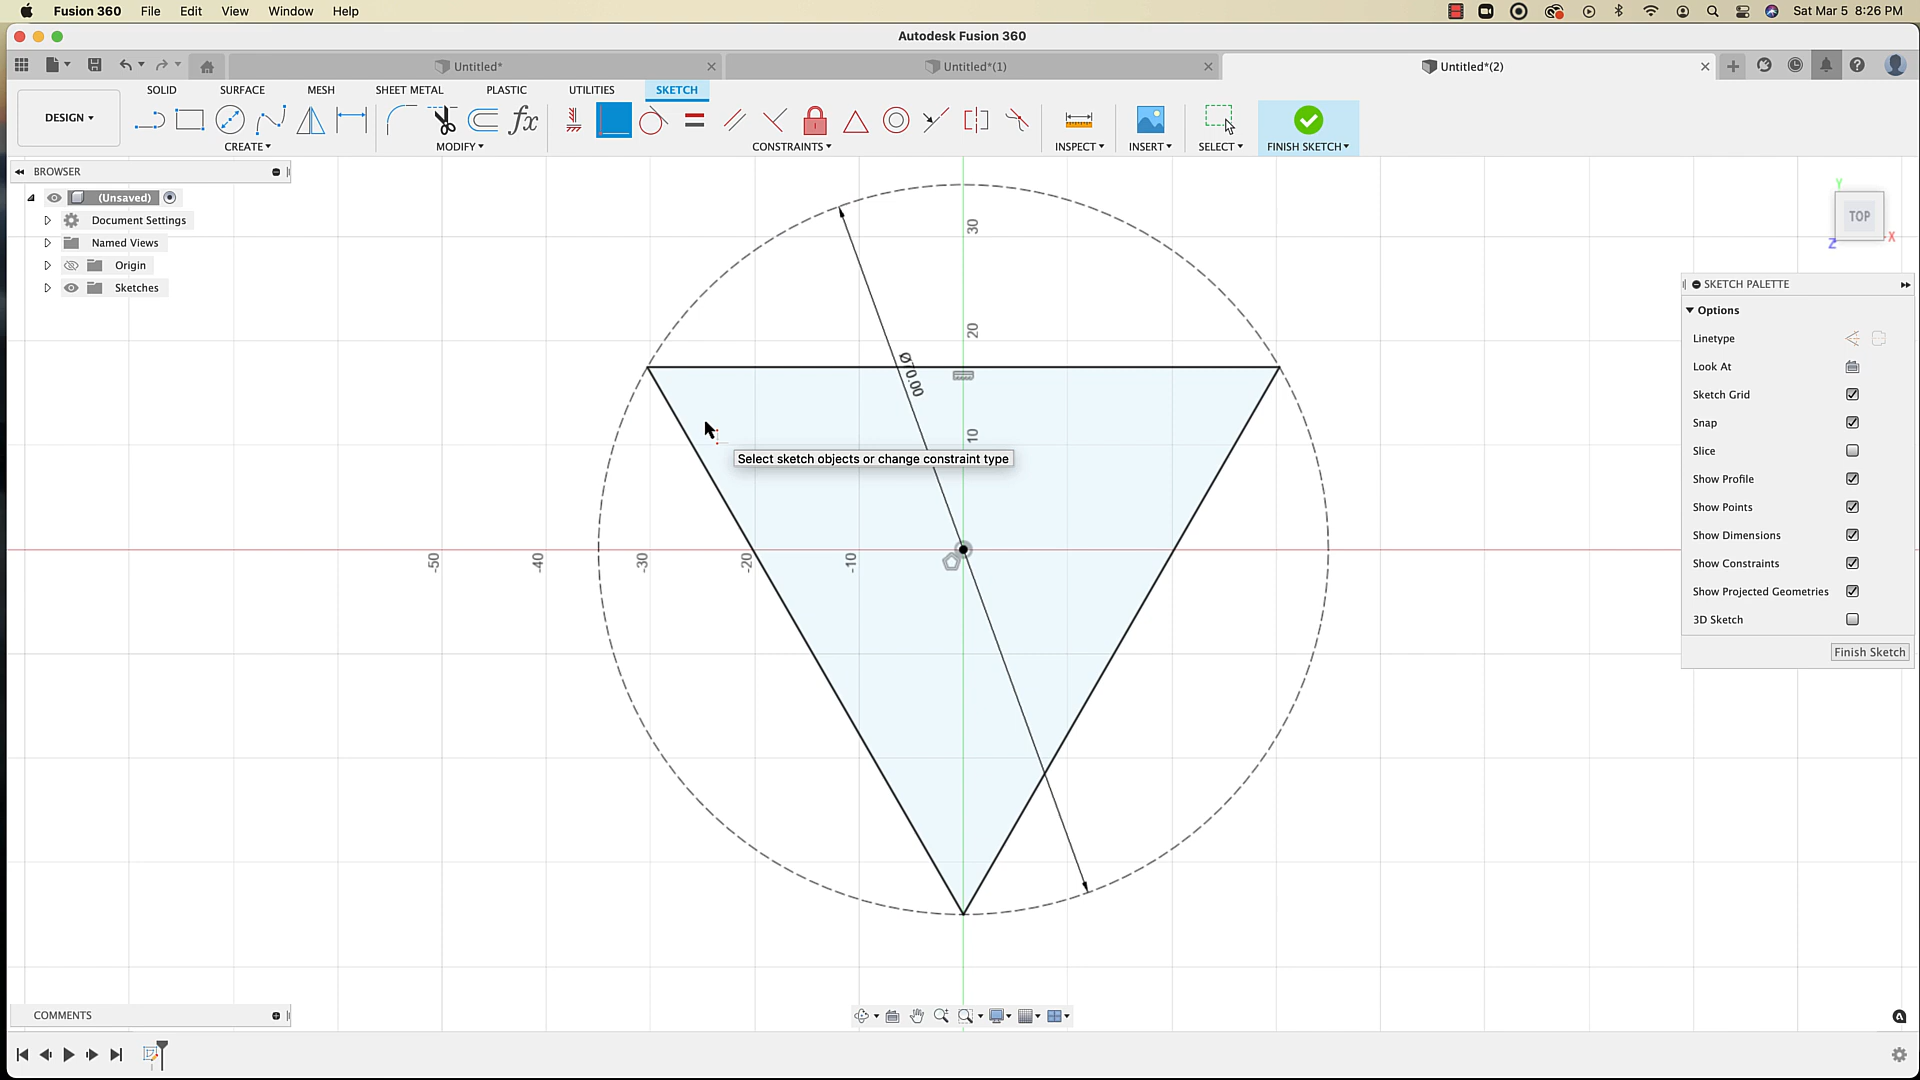 Fusion 360 File Edit View Window Help Sat Mar 5 8:26 PM
Autodesk Fusion 360
Untitled* Untitled*(1) Untitled*(2)
SOLID SURFACE MESH SHEET METAL PLASTIC UTILITIES SKETCH
DESIGN
fx
CREATE MODIFY CONSTRAINTS INSPECT INSERT SELECT FINISH SKETCH
BROWSER
(Unsaved)
Document Settings
Named Views
Origin
Sketches
30
20
10
Ø70.00
-50 -40 -30 -20 -10
Select sketch objects or change constraint type
Y
TOP
Z X
SKETCH PALETTE
Options
Linetype
Look At
Sketch Grid
Snap
Slice
Show Profile
Show Points
Show Dimensions
Show Constraints
Show Projected Geometries
3D Sketch
Finish Sketch
COMMENTS